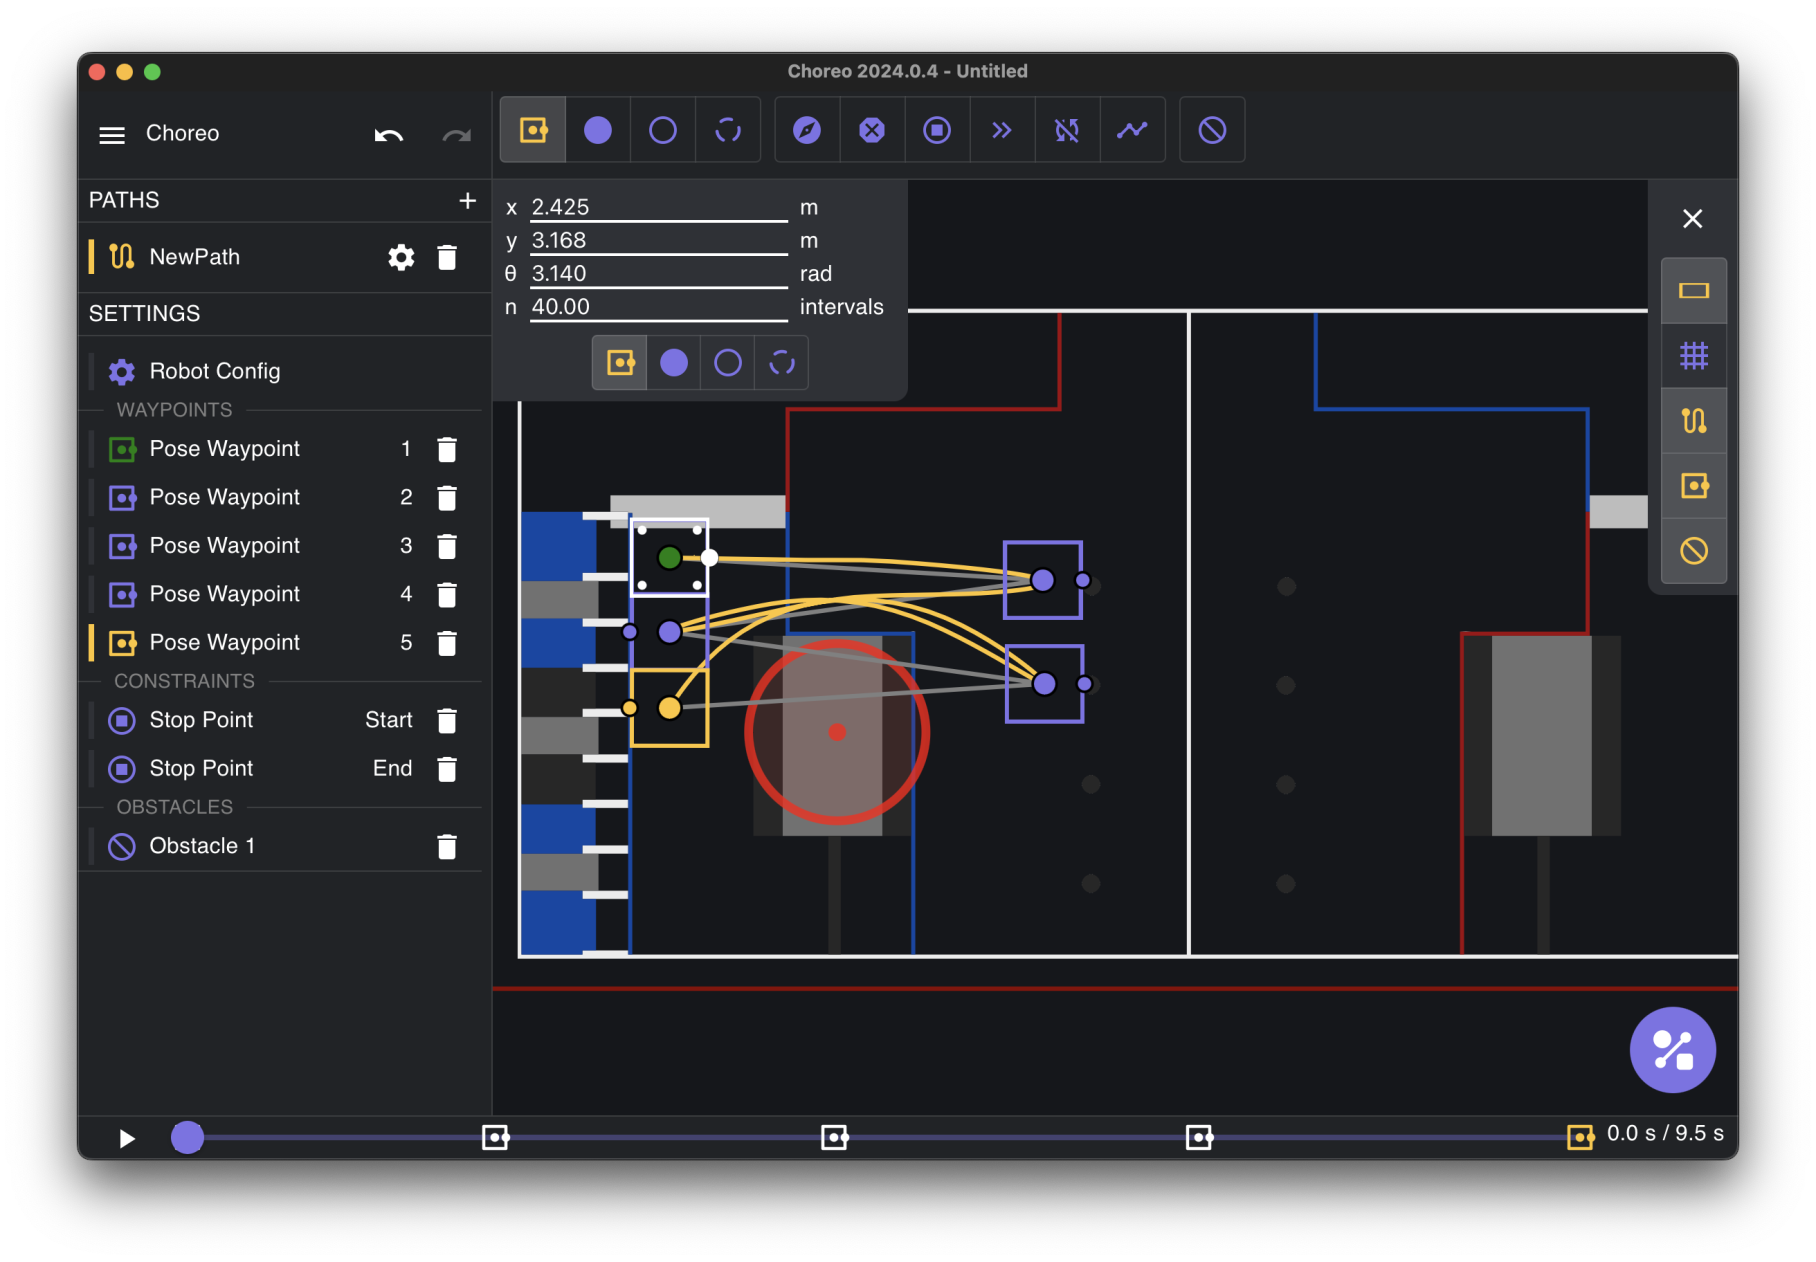 Choreo 2024.0.4 - Untitled
Choreo
PATHS
NewPath
SETTINGS
Robot Config
WAYPOINTS
Pose Waypoint 1
Pose Waypoint 2
Pose Waypoint 3
Pose Waypoint 4
Pose Waypoint 5
CONSTRAINTS
Stop Point Start
Stop Point End
OBSTACLES
Obstacle 1
x 2.425 m
y 3.168 m
θ 3.140 rad
n 40.00 intervals
0.0 s / 9.5 s